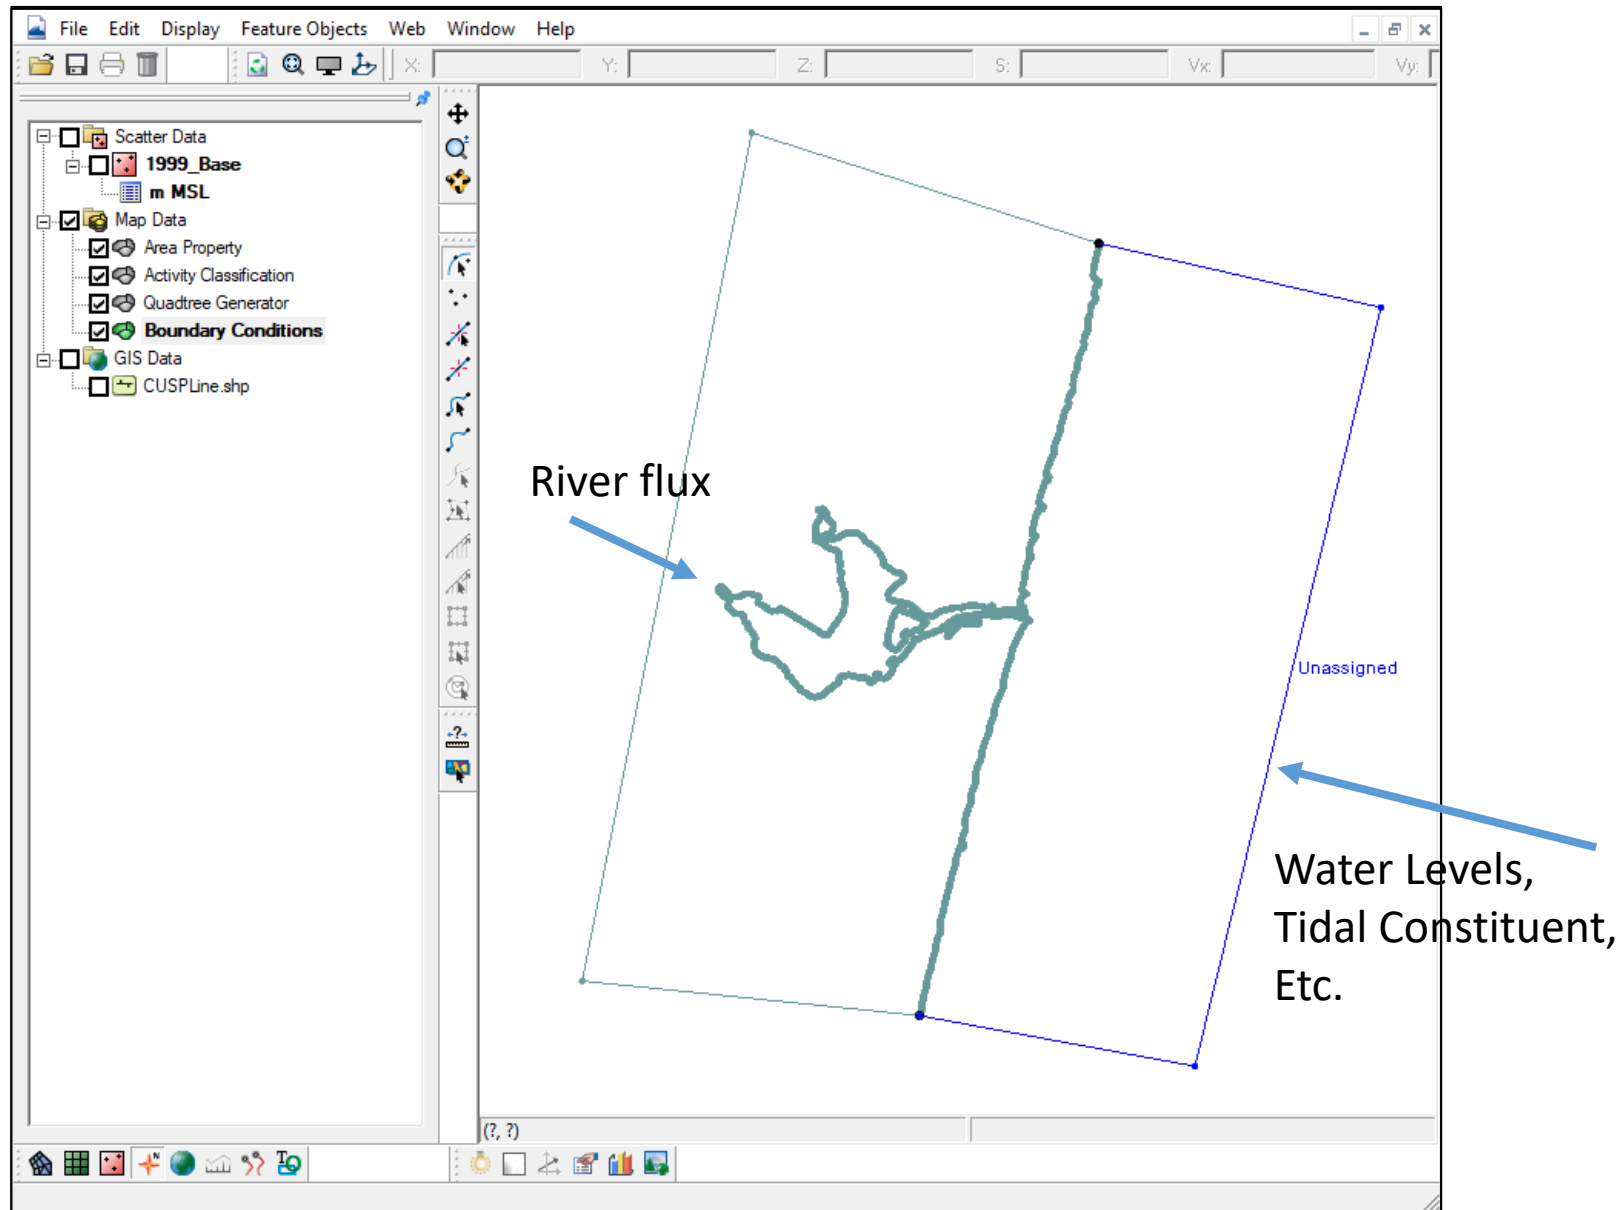 File Edit Display Feature Objects Web Window Help
X: Y: Z: S: Vx: Vy:
Scatter Data
1999_Base
m MSL
Map Data
Area Property
Activity Classification
Quadtree Generator
Boundary Conditions
GIS Data
CUSPLine.shp
River flux
Unassigned
Water Levels,
Tidal Constituent,
Etc.
(?, ?)